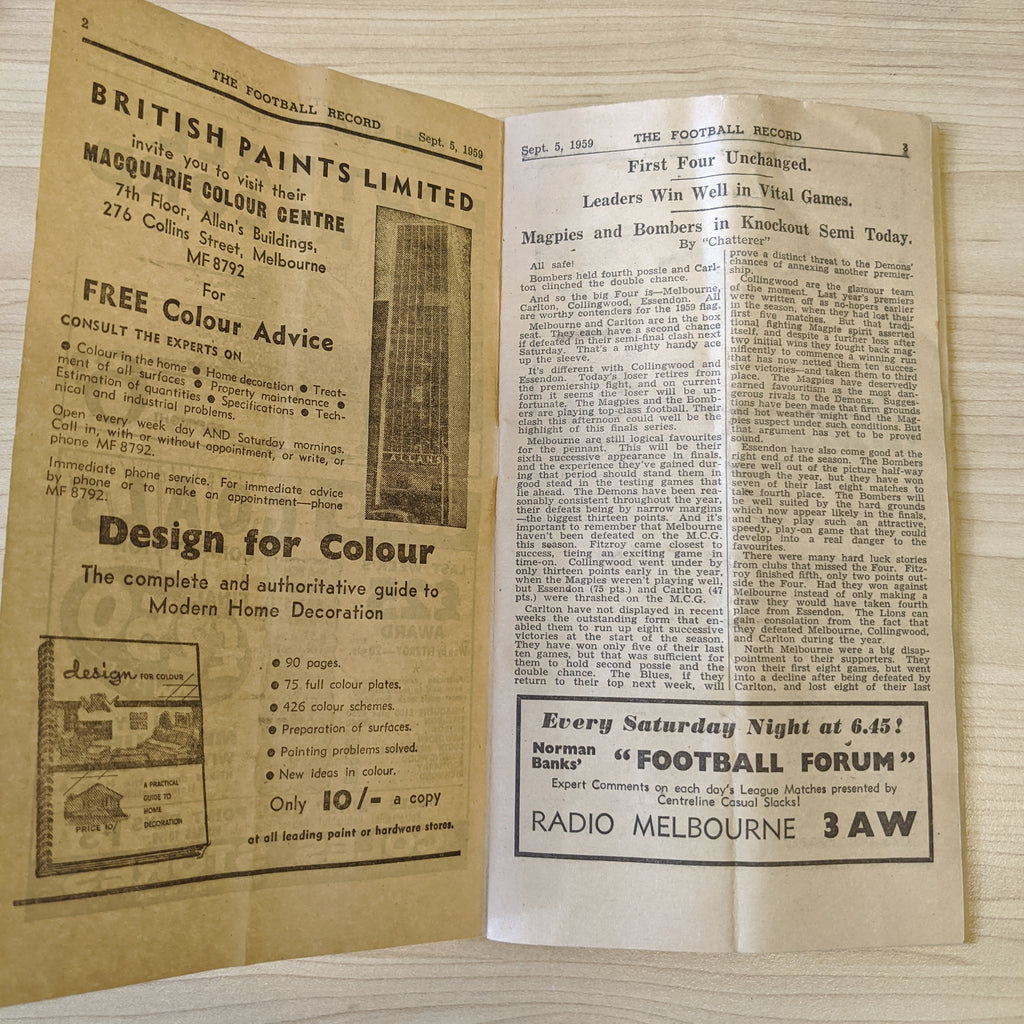 2
THE FOOTBALL RECORD
Sept. 5, 1959
BRITISH PAINTS LIMITED
invite you to visit their
MACQUARIE COLOUR CENTRE
7th Floor, Allan's Buildings,
276 Collins Street, Melbourne
MF 8792
For
FREE Colour Advice
CONSULT THE EXPERTS ON
● Colour in the home ● Home decoration ● Treat-
ment of all surfaces ● Property maintenance ●
Estimation of quantities ● Specifications ● Tech-
nical and industrial problems.
Open every week day AND Saturday mornings.
Call in, with or without appointment, or write, or
phone MF 8792.
Immediate phone service. For immediate advice
by phone or to make an appointment—phone
MF 8792.
ALLANS
Design for Colour
The complete and authoritative guide to
Modern Home Decoration
design FOR COLOUR
A PRACTICAL
GUIDE TO
HOME
DECORATION
PRICE 10/
● 90 pages.
● 75 full colour plates.
● 426 colour schemes.
● Preparation of surfaces.
● Painting problems solved.
● New ideas in colour.
Only 10/- a copy
at all leading paint or hardware stores.
Sept. 5, 1959
THE FOOTBALL RECORD
3
First Four Unchanged.
Leaders Win Well in Vital Games.
Magpies and Bombers in Knockout Semi Today.
By "Chatterer"
All safe!
Bombers held fourth possie and Carl-
ton clinched the double chance.
And so the big Four is—Melbourne,
Carlton, Collingwood, Essendon. All
are worthy contenders for the 1959 flag.
Melbourne and Carlton are in the box
seat. They each have a second chance
if defeated in their semi-final clash next
Saturday. That's a mighty handy ace
up the sleeve.
It's different with Collingwood and
Essendon. Today's loser retires from
the premiership fight, and on current
form it seems the loser will be un-
fortunate. The Magpies and the Bomb-
ers are playing top-class football. Their
clash this afternoon could well be the
highlight of this finals series.
Melbourne are still logical favourites
for the pennant. This will be their
sixth successive appearance in finals,
and the experience they've gained dur-
ing that period should stand them in
good stead in the testing games that
lie ahead. The Demons have been rea-
sonably consistent throughout the year,
their defeats being by narrow margins
—the biggest thirteen points. And it's
important to remember that Melbourne
haven't been defeated on the M.C.G.
this season. Fitzroy came closest to
success, tieing an exciting game in
time-on. Collingwood went under by
only thirteen points early in the year,
when the Magpies weren't playing well,
but Essendon (75 pts.) and Carlton (47
pts.) were thrashed on the M.C.G.
Carlton have not displayed in recent
weeks the outstanding form that en-
abled them to run up eight successive
victories at the start of the season.
They have won only five of their last
ten games, but that was sufficient for
them to hold second possie and the
double chance. The Blues, if they
return to their top next week, will
prove a distinct threat to the Demons'
chances of annexing another premier-
ship.
Collingwood are the glamour team
of the moment. Last year's premiers
were written off as no-hopers earlier
in the season, when they had lost their
first five matches. But that tradi-
tional fighting Magpie spirit asserted
itself, and despite a further loss after
two initial wins they fought back mag-
nificently to commence a winning run
that has now netted them ten succes-
sive victories—and taken them to third
place. The Magpies have deservedly
earned favouritism as the most dan-
gerous rivals to the Demons. Sugges-
tions have been made that firm grounds
and hot weather might find the Mag-
pies suspect under such conditions. But
that argument has yet to be proved
sound.
Essendon have also come good at the
right end of the season. The Bombers
were well out of the picture half-way
through the year, but they have won
seven of their last eight matches to
take fourth place. The Bombers will
be well suited by the hard grounds
which now appear likely in the finals,
and they play such an attractive,
speedy, play-on game that they could
develop into a real danger to the
favourites.
There were many hard luck stories
from clubs that missed the Four. Fitz-
roy finished fifth, only two points out-
side the Four. Had they won against
Melbourne instead of only making a
draw they would have taken fourth
place from Essendon. The Lions can
gain consolation from the fact that
they defeated Melbourne, Collingwood,
and Carlton during the year.
North Melbourne were a big disap-
pointment to their supporters. They
won their first eight games, but went
into a decline after being defeated by
Carlton, and lost eight of their last
Every Saturday Night at 6.45!
Norman Banks' "FOOTBALL FORUM"
Expert Comments on each day's League Matches presented by
Centreline Casual Slacks!
RADIO MELBOURNE 3AW